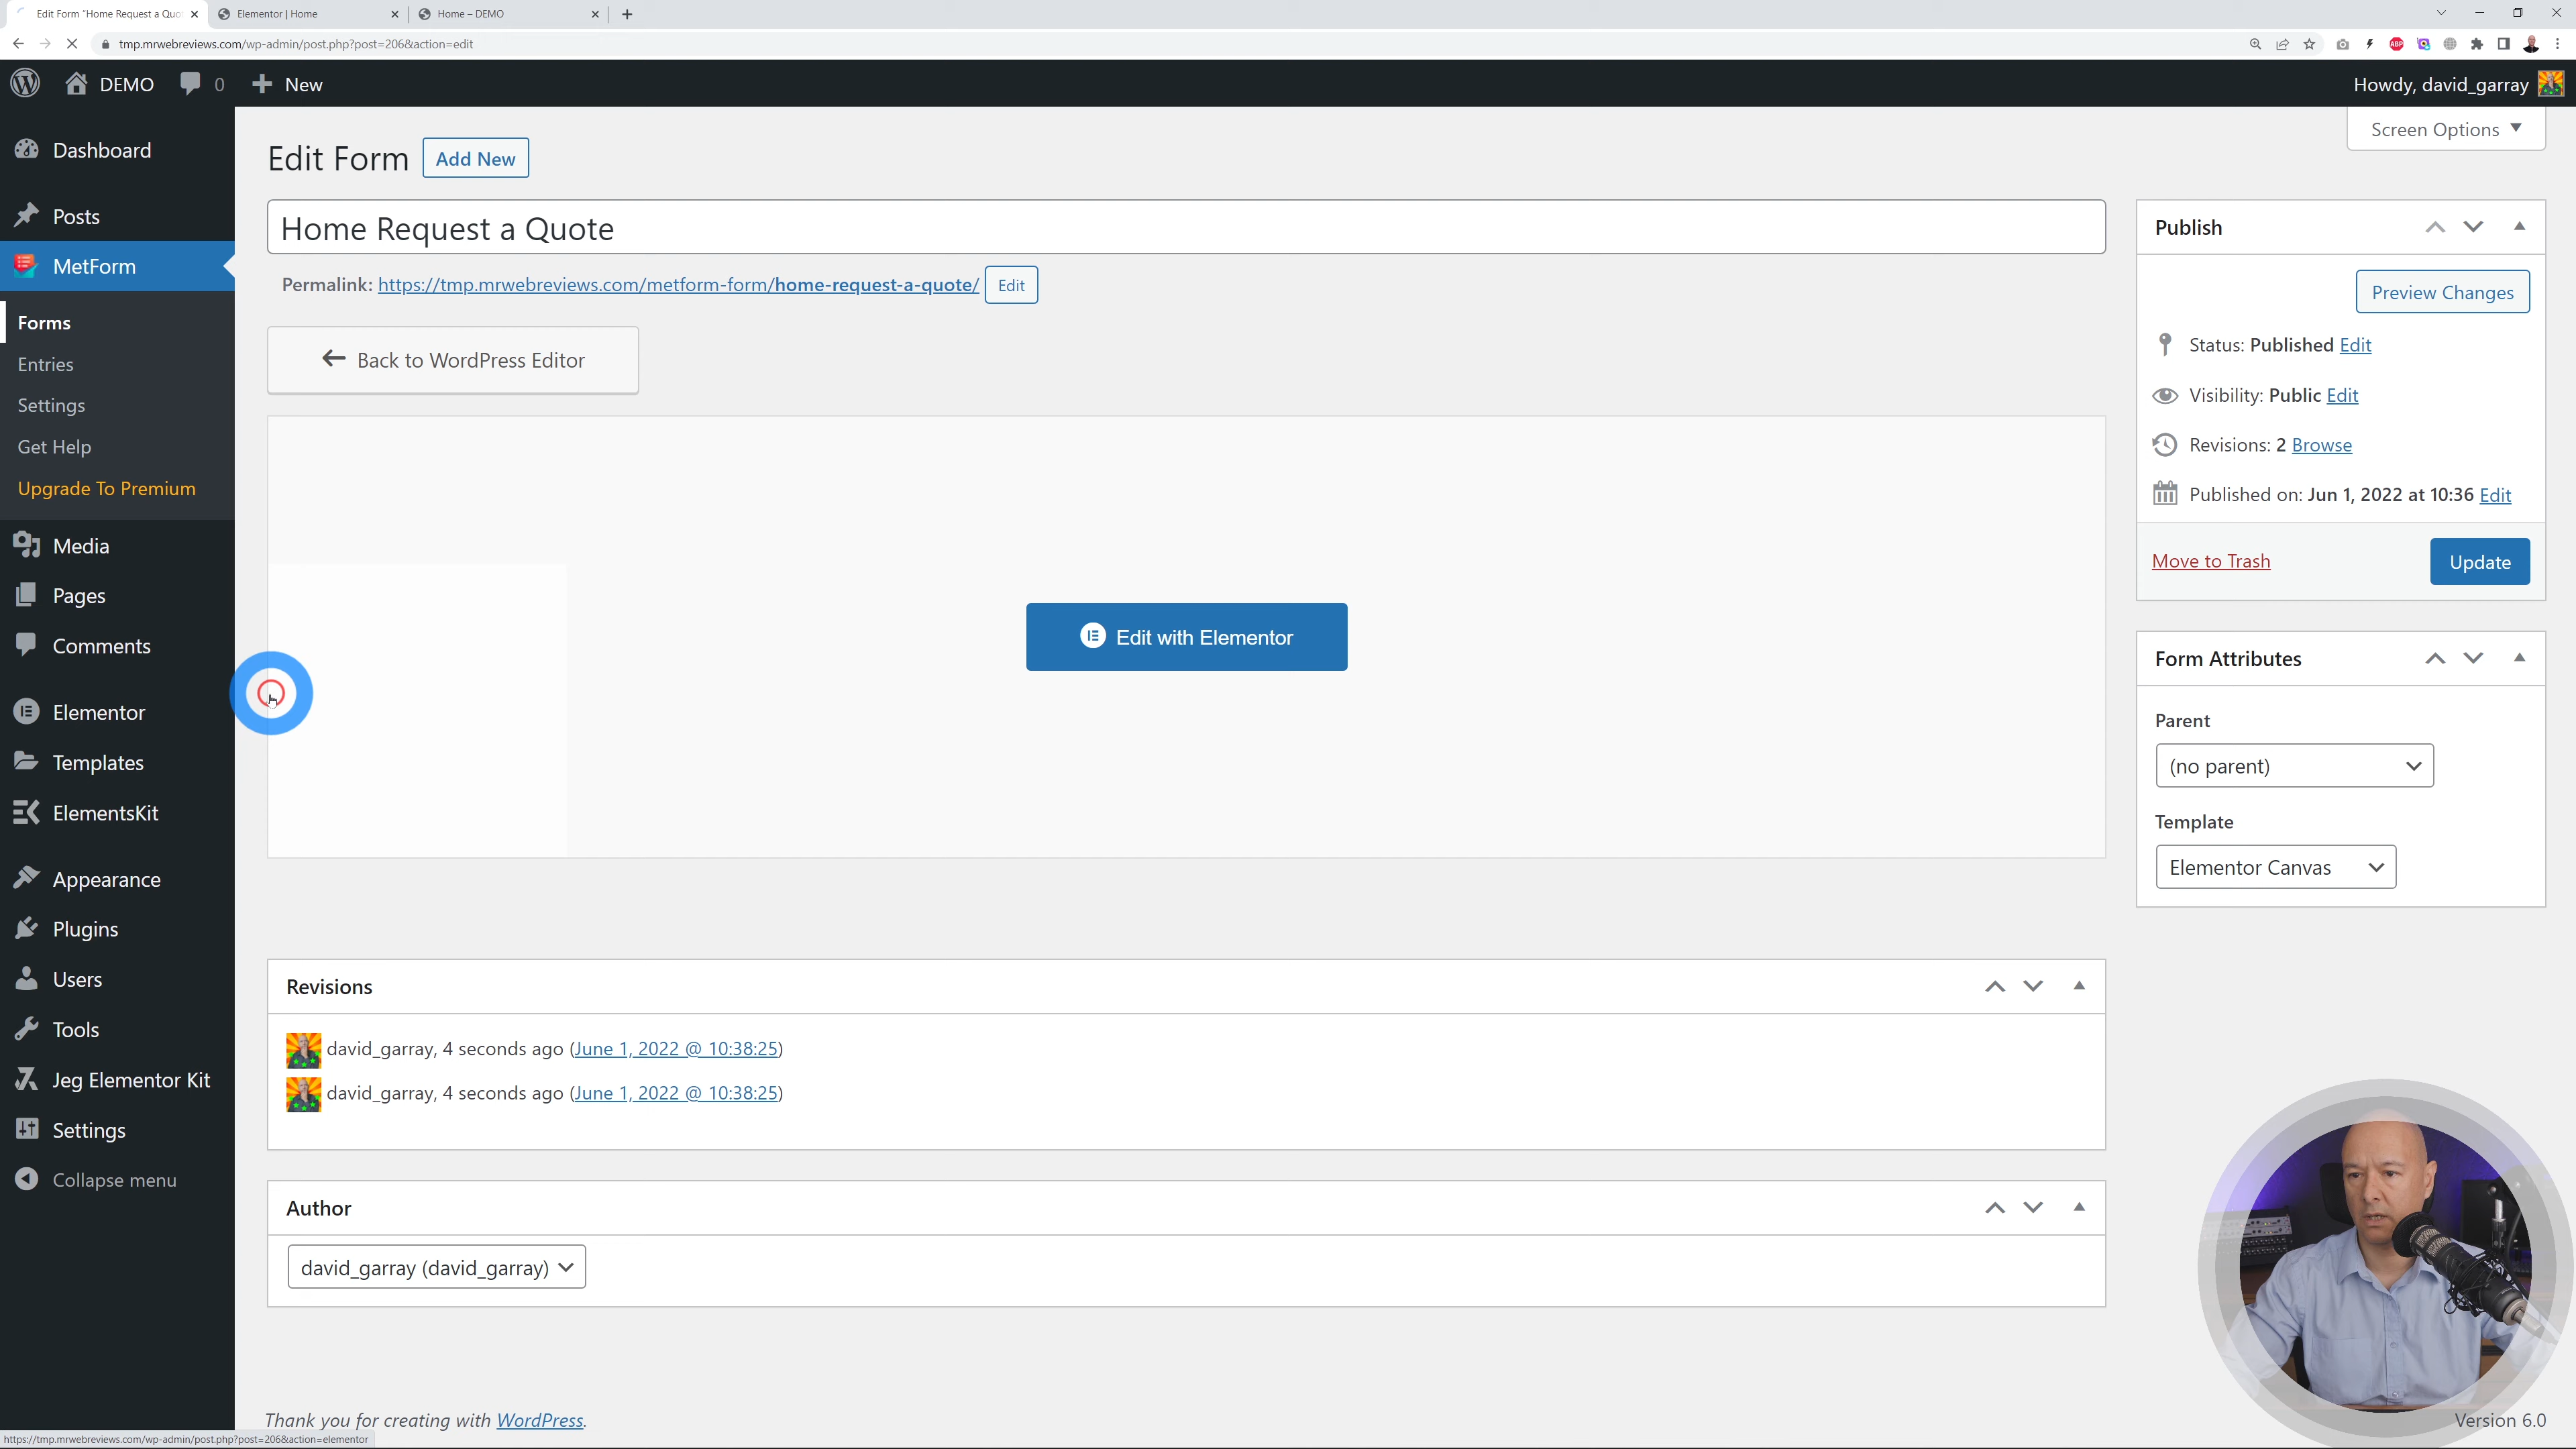 Edit Form "Home Request a Quo
Elementor | Home
Home – DEMO
tmp.mrwebreviews.com/wp-admin/post.php?post=206&action=edit
ABP
DEMO
0
New
Howdy, david_garray
Screen Options
Dashboard
Posts
MetForm
Forms
Entries
Settings
Get Help
Upgrade To Premium
Media
Pages
Comments
Elementor
Templates
ElementsKit
Appearance
Plugins
Users
Tools
Jeg Elementor Kit
Settings
Collapse menu
Edit Form
Add New
Home Request a Quote
Permalink: https://tmp.mrwebreviews.com/metform-form/home-request-a-quote/ Edit
Back to WordPress Editor
Edit with Elementor
Revisions
david_garray, 4 seconds ago (June 1, 2022 @ 10:38:25)
david_garray, 4 seconds ago (June 1, 2022 @ 10:38:25)
Author
david_garray (david_garray)
Publish
Preview Changes
Status: Published Edit
Visibility: Public Edit
Revisions: 2 Browse
Published on: Jun 1, 2022 at 10:36 Edit
Move to Trash
Update
Form Attributes
Parent
(no parent)
Template
Elementor Canvas
Thank you for creating with WordPress.
Version 6.0
https://tmp.mrwebreviews.com/wp-admin/post.php?post=206&action=elementor